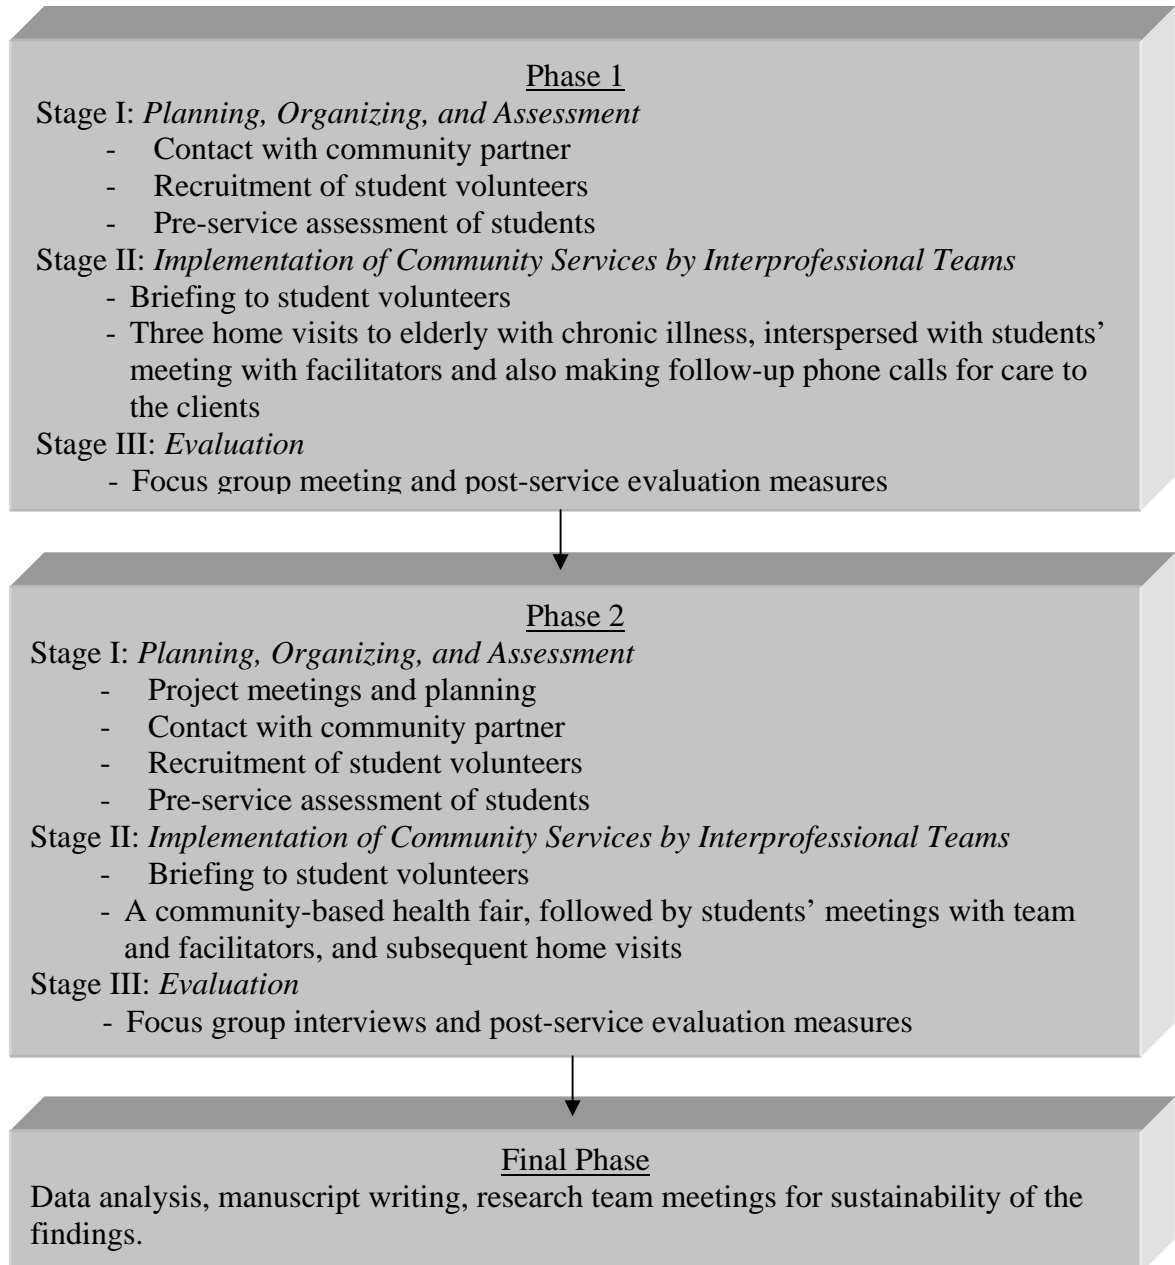 Phase 1
Stage I: Planning, Organizing, and Assessment
- Contact with community partner
- Recruitment of student volunteers
- Pre-service assessment of students
Stage II: Implementation of Community Services by Interprofessional Teams
- Briefing to student volunteers
- Three home visits to elderly with chronic illness, interspersed with students’
meeting with facilitators and also making follow-up phone calls for care to
the clients
Stage III: Evaluation
- Focus group meeting and post-service evaluation measures
Phase 2
Stage I: Planning, Organizing, and Assessment
- Project meetings and planning
- Contact with community partner
- Recruitment of student volunteers
- Pre-service assessment of students
Stage II: Implementation of Community Services by Interprofessional Teams
- Briefing to student volunteers
- A community-based health fair, followed by students’ meetings with team
and facilitators, and subsequent home visits
Stage III: Evaluation
- Focus group interviews and post-service evaluation measures
Final Phase
Data analysis, manuscript writing, research team meetings for sustainability of the
findings.